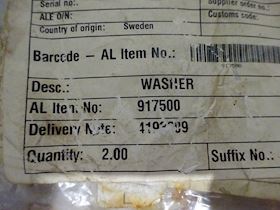 Serial no.:
Supplier order no.:
ALE O/N:
Customs code:
Country of origin: Sweden
Barcode - AL Item No.:
917500
Desc.: WASHER
AL Item No: 917500
Delivery Note:
Quantity: 2.00
Suffix No.: